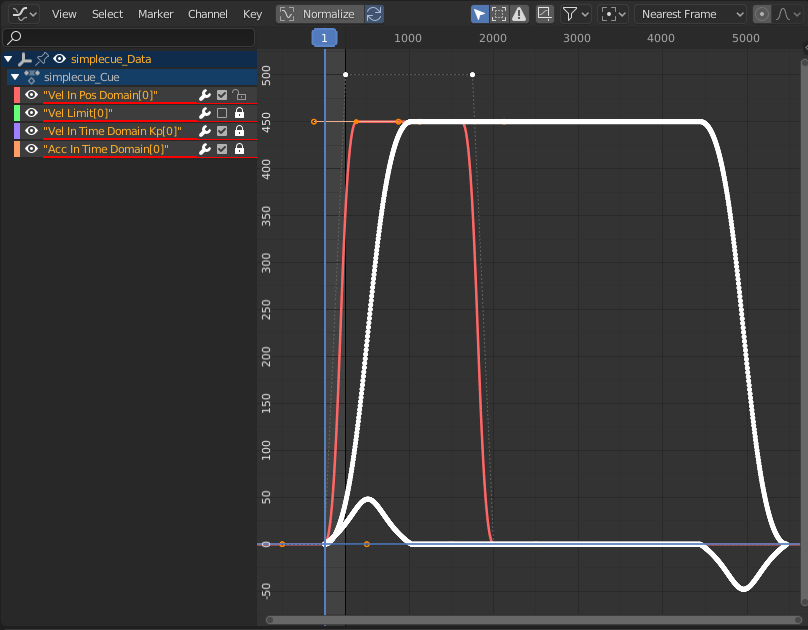 View Select Marker Channel Key Normalize Nearest Frame
1 1000 2000 3000 4000 5000
simplecue_Data
simplecue_Cue
"Vel In Pos Domain[0]"
"Vel Limit[0]"
"Vel In Time Domain Kp[0]"
"Acc In Time Domain[0]"
500
450
400
350
300
250
200
150
100
50
0
-50